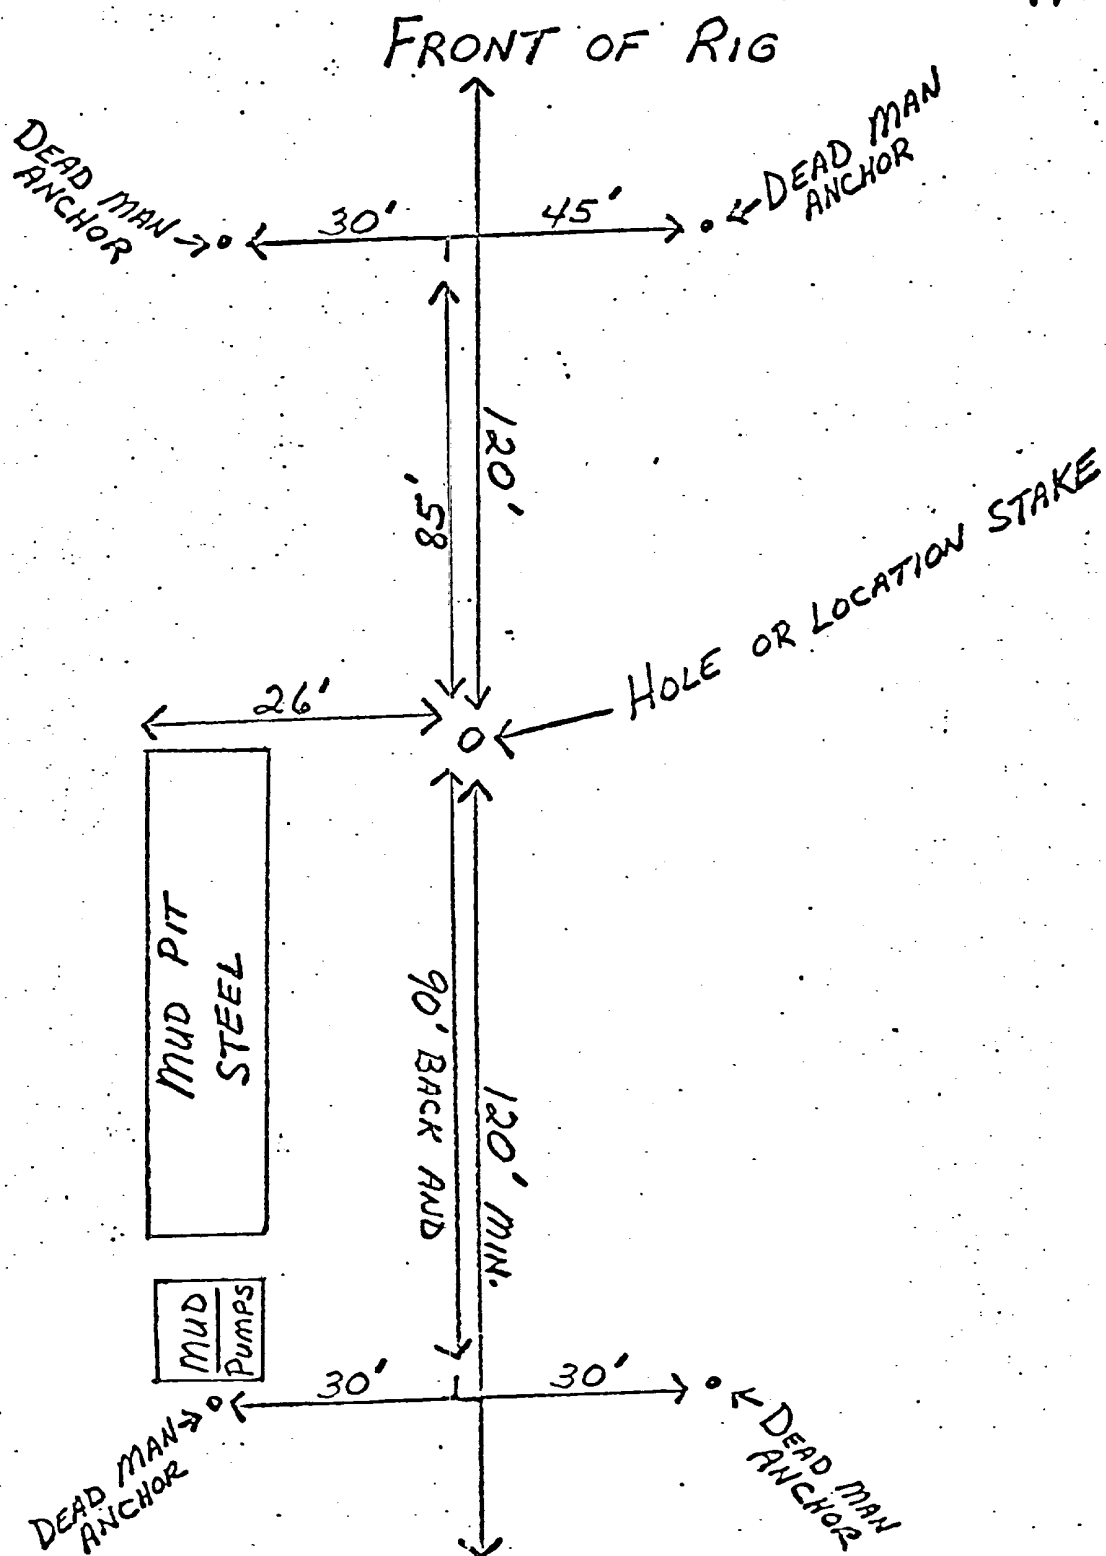 FRONT OF RIG
DEAD MAN
ANCHOR
DEAD MAN
ANCHOR
30'
45'
120'
85'
HOLE OR LOCATION STAKE
26'
O
MUD PIT
STEEL
90' BACK AND
120' MIN.
MUD
PUMPS
30'
30'
DEAD MAN
ANCHOR
DEAD MAN
ANCHOR